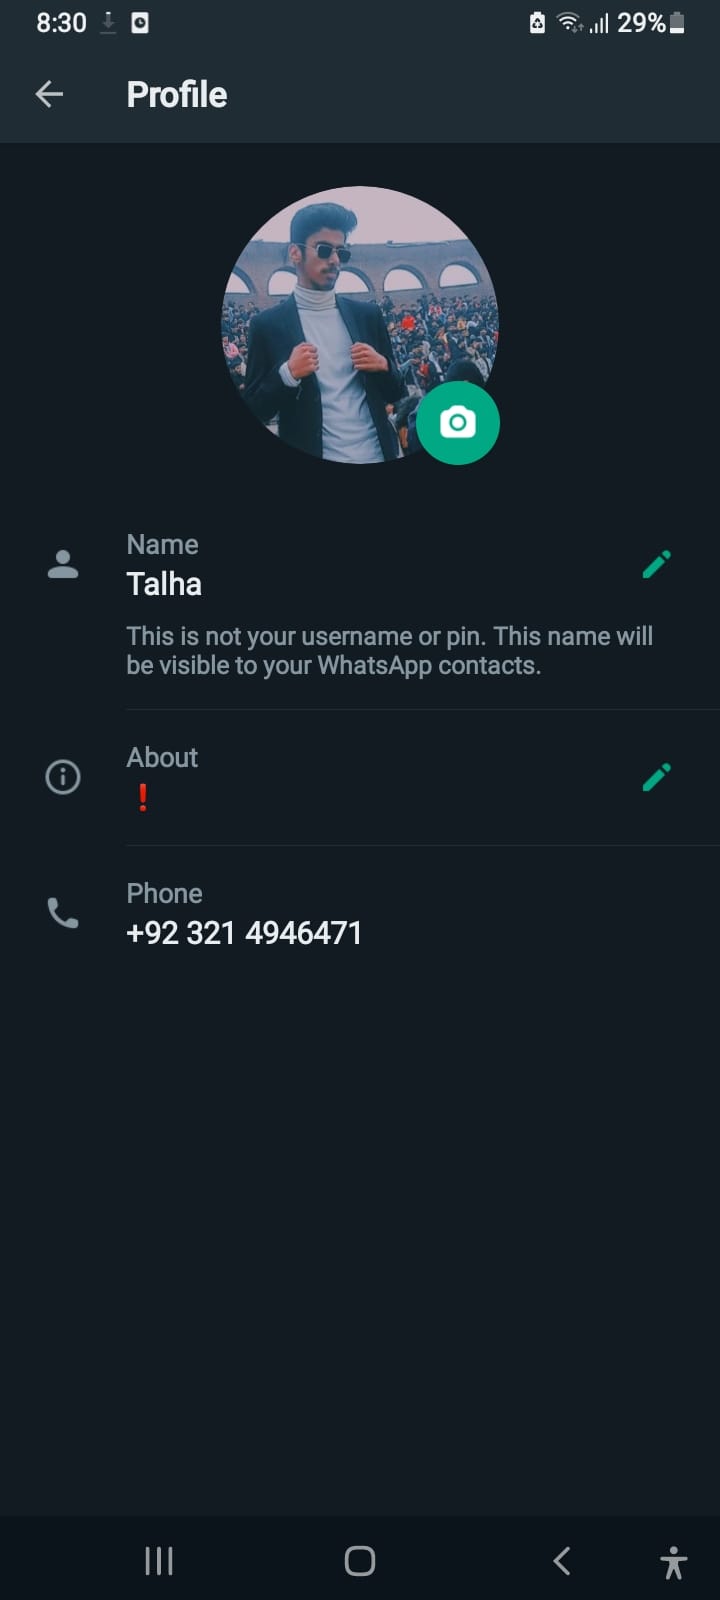 8:30
29%
Profile
Name
Talha
This is not your username or pin. This name will
be visible to your WhatsApp contacts.
About
❗
Phone
+92 321 4946471